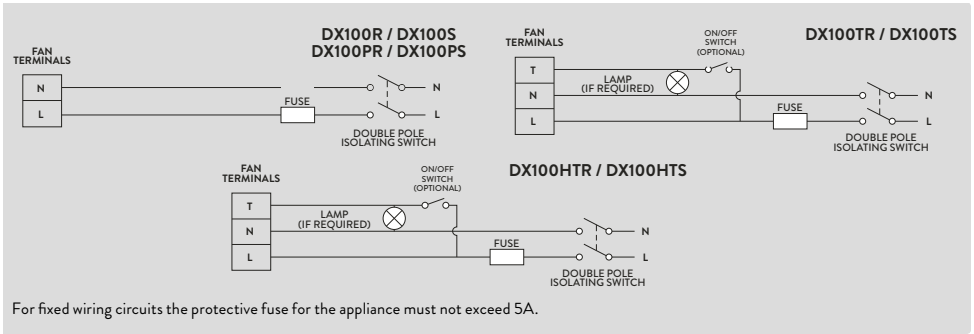 DX100R / DX100S
DX100PR / DX100PS
FAN
TERMINALS
N
L
FUSE
N
L
DOUBLE POLE
ISOLATING SWITCH
DX100TR / DX100TS
FAN
TERMINALS
T
N
L
ON/OFF
SWITCH
(OPTIONAL)
LAMP
(IF REQUIRED)
FUSE
N
L
DOUBLE POLE
ISOLATING SWITCH
DX100HTR / DX100HTS
FAN
TERMINALS
T
N
L
ON/OFF
SWITCH
(OPTIONAL)
LAMP
(IF REQUIRED)
FUSE
N
L
DOUBLE POLE
ISOLATING SWITCH
For fixed wiring circuits the protective fuse for the appliance must not exceed 5A.